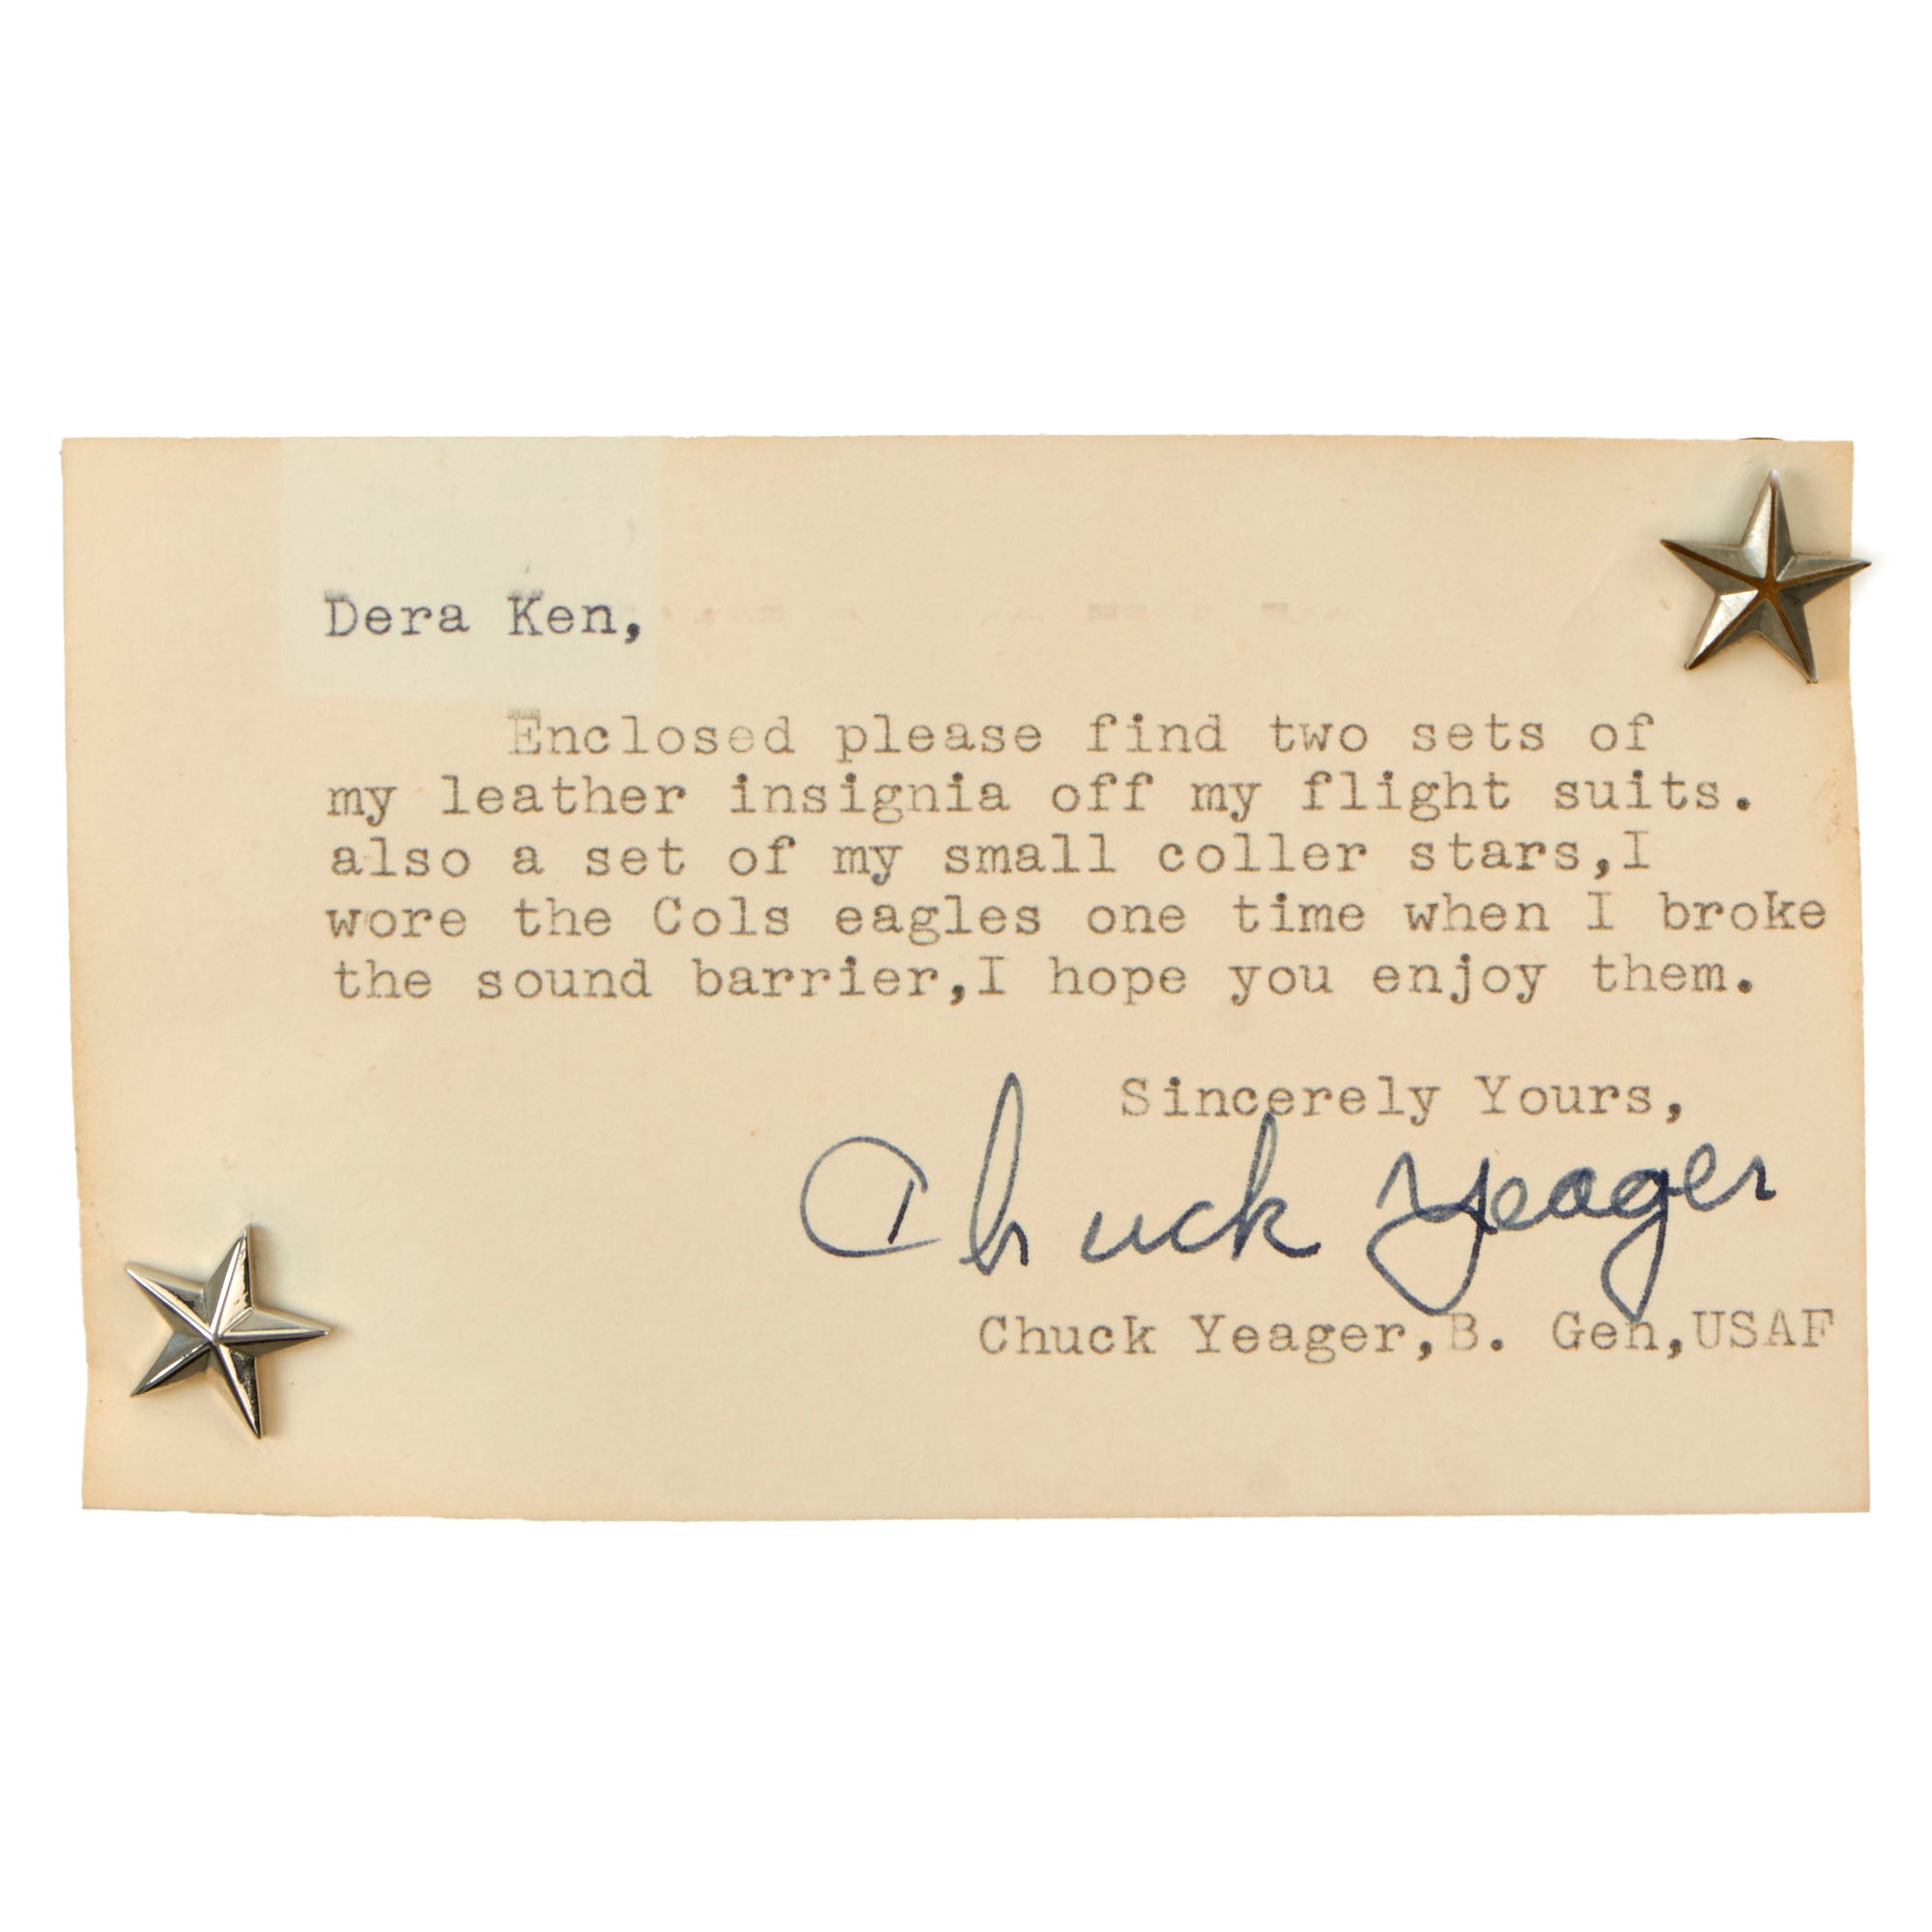 Dera Ken,
Enclosed please find two sets of
my leather insignia off my flight suits.
also a set of my small coller stars,I
wore the Cols eagles one time when I broke
the sound barrier,I hope you enjoy them.
Sincerely Yours,
Chuck Yeager
Chuck Yeager,B. Gen,USAF